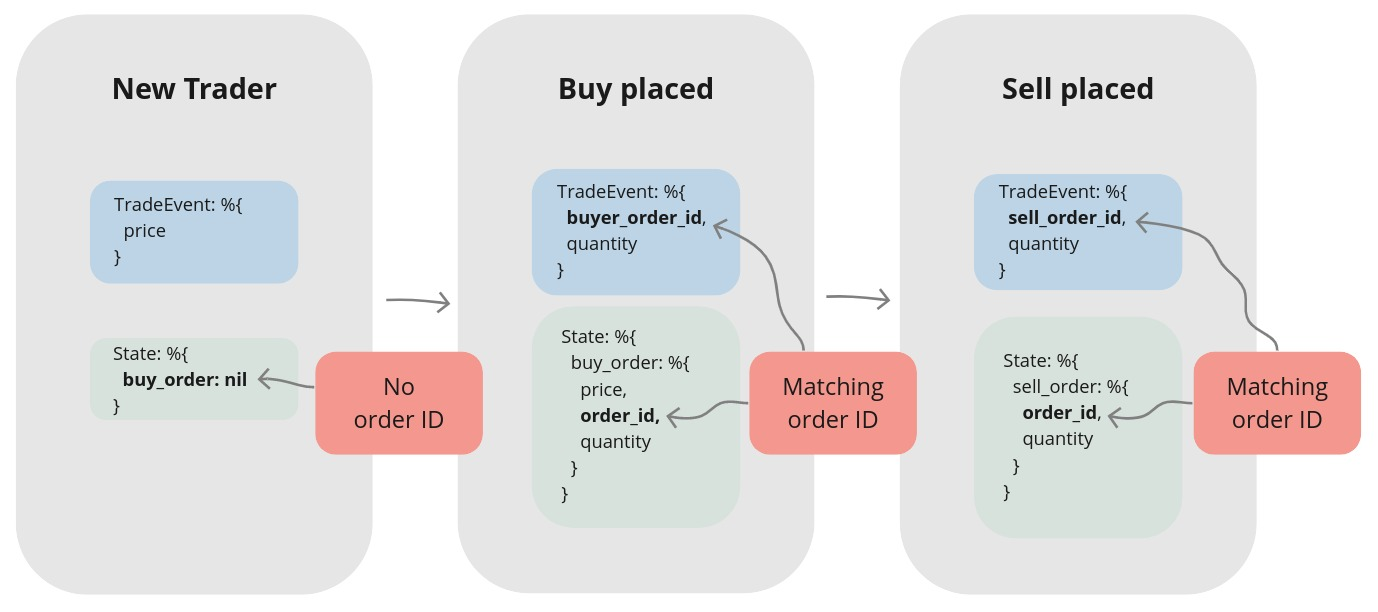 New Trader
TradeEvent: %{
price
}
State: %{
buy_order: nil
}
No
order ID
Buy placed
TradeEvent: %{
buyer_order_id,
quantity
}
State: %{
buy_order: %{
price,
order_id,
quantity
}
}
Matching
order ID
Sell placed
TradeEvent: %{
sell_order_id,
quantity
}
State: %{
sell_order: %{
order_id,
quantity
}
}
Matching
order ID